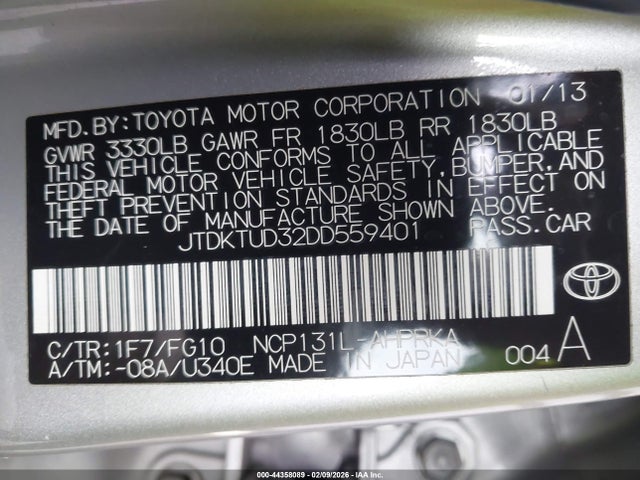 MFD. BY: TOYOTA MOTOR CORPORATION 01/13
GVWR 3330LB GAWR FR 1830LB RR 1830LB
THIS VEHICLE CONFORMS TO ALL APPLICABLE
FEDERAL MOTOR VEHICLE SAFETY, BUMPER, AND
THEFT PREVENTION STANDARDS IN EFFECT ON
THE DATE OF MANUFACTURE SHOWN ABOVE.
JTDKTUD32DD559401 PASS. CAR
C/TR: 1F7/FG10 NCP131L-AHPRKA
A/TM: -08A/U340E MADE IN JAPAN 004 A
000-44358089 - 02/09/2026 - IAAI.com